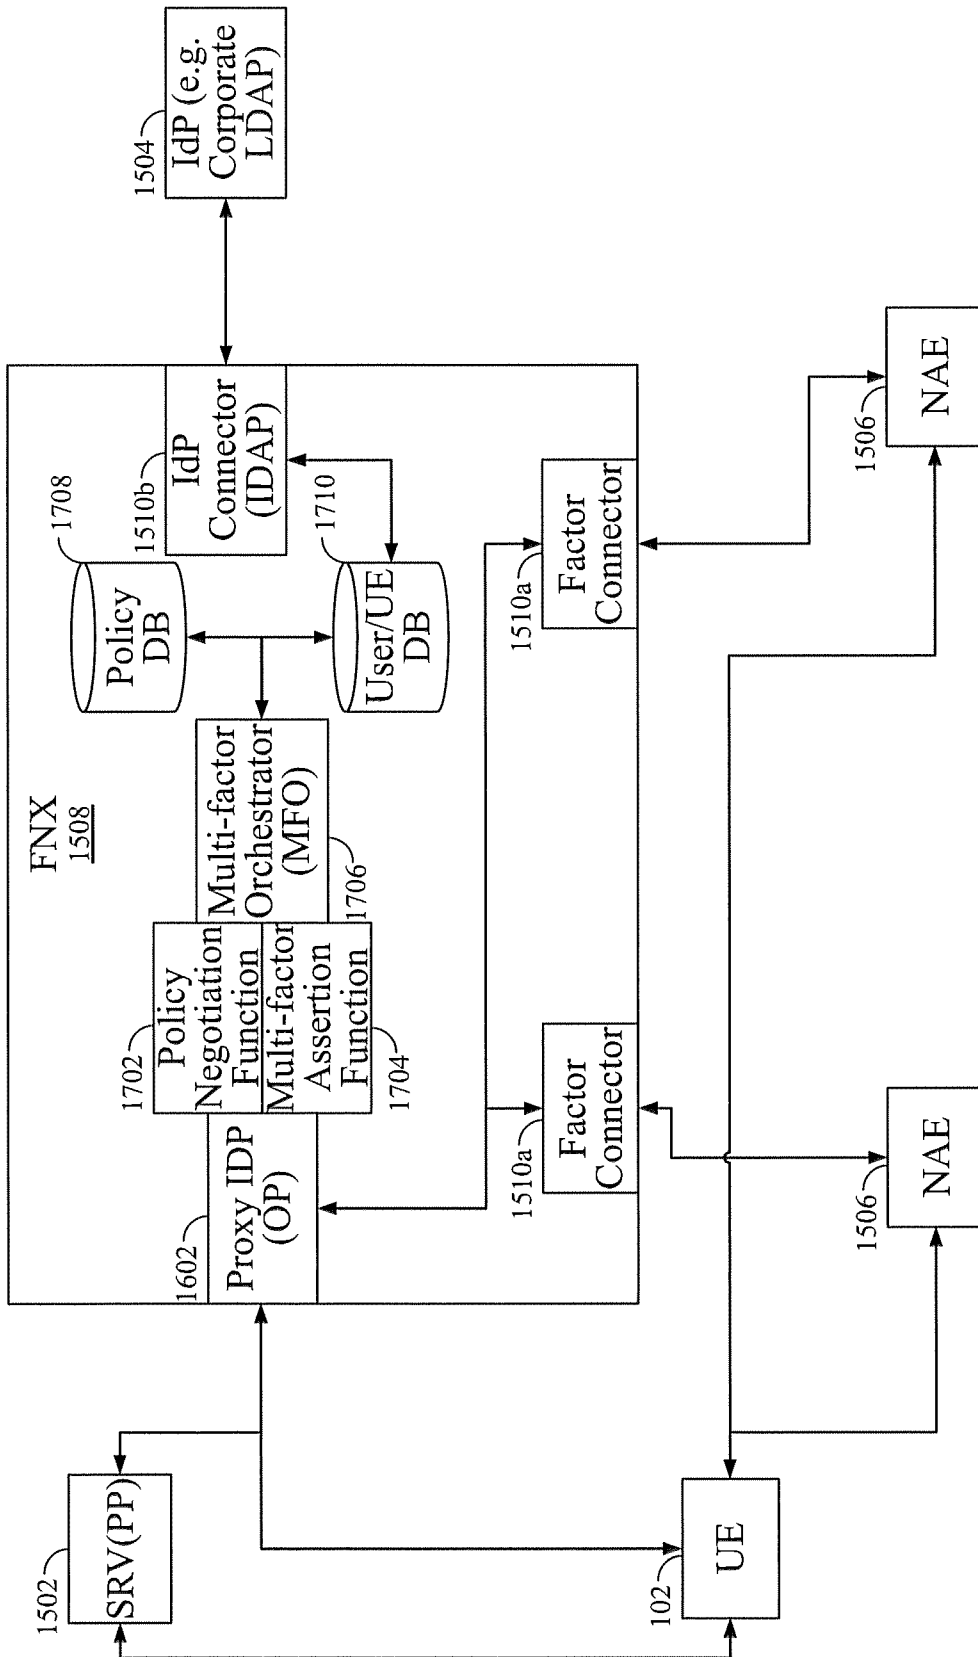 FNX
1508
1502
SRV(PP)
102
UE
1602
Proxy IDP
(OP)
1702
Policy
Negotiation
Function
Multi-factor
Assertion
Function
1704
Multi-factor
Orchestrator
(MFO)
1706
1708
Policy
DB
1710
User/UE
DB
1510b
IdP
Connector
(IDAP)
1504
IdP (e.g.
Corporate
LDAP)
1510a
Factor
Connector
1510a
Factor
Connector
1506
NAE
1506
NAE